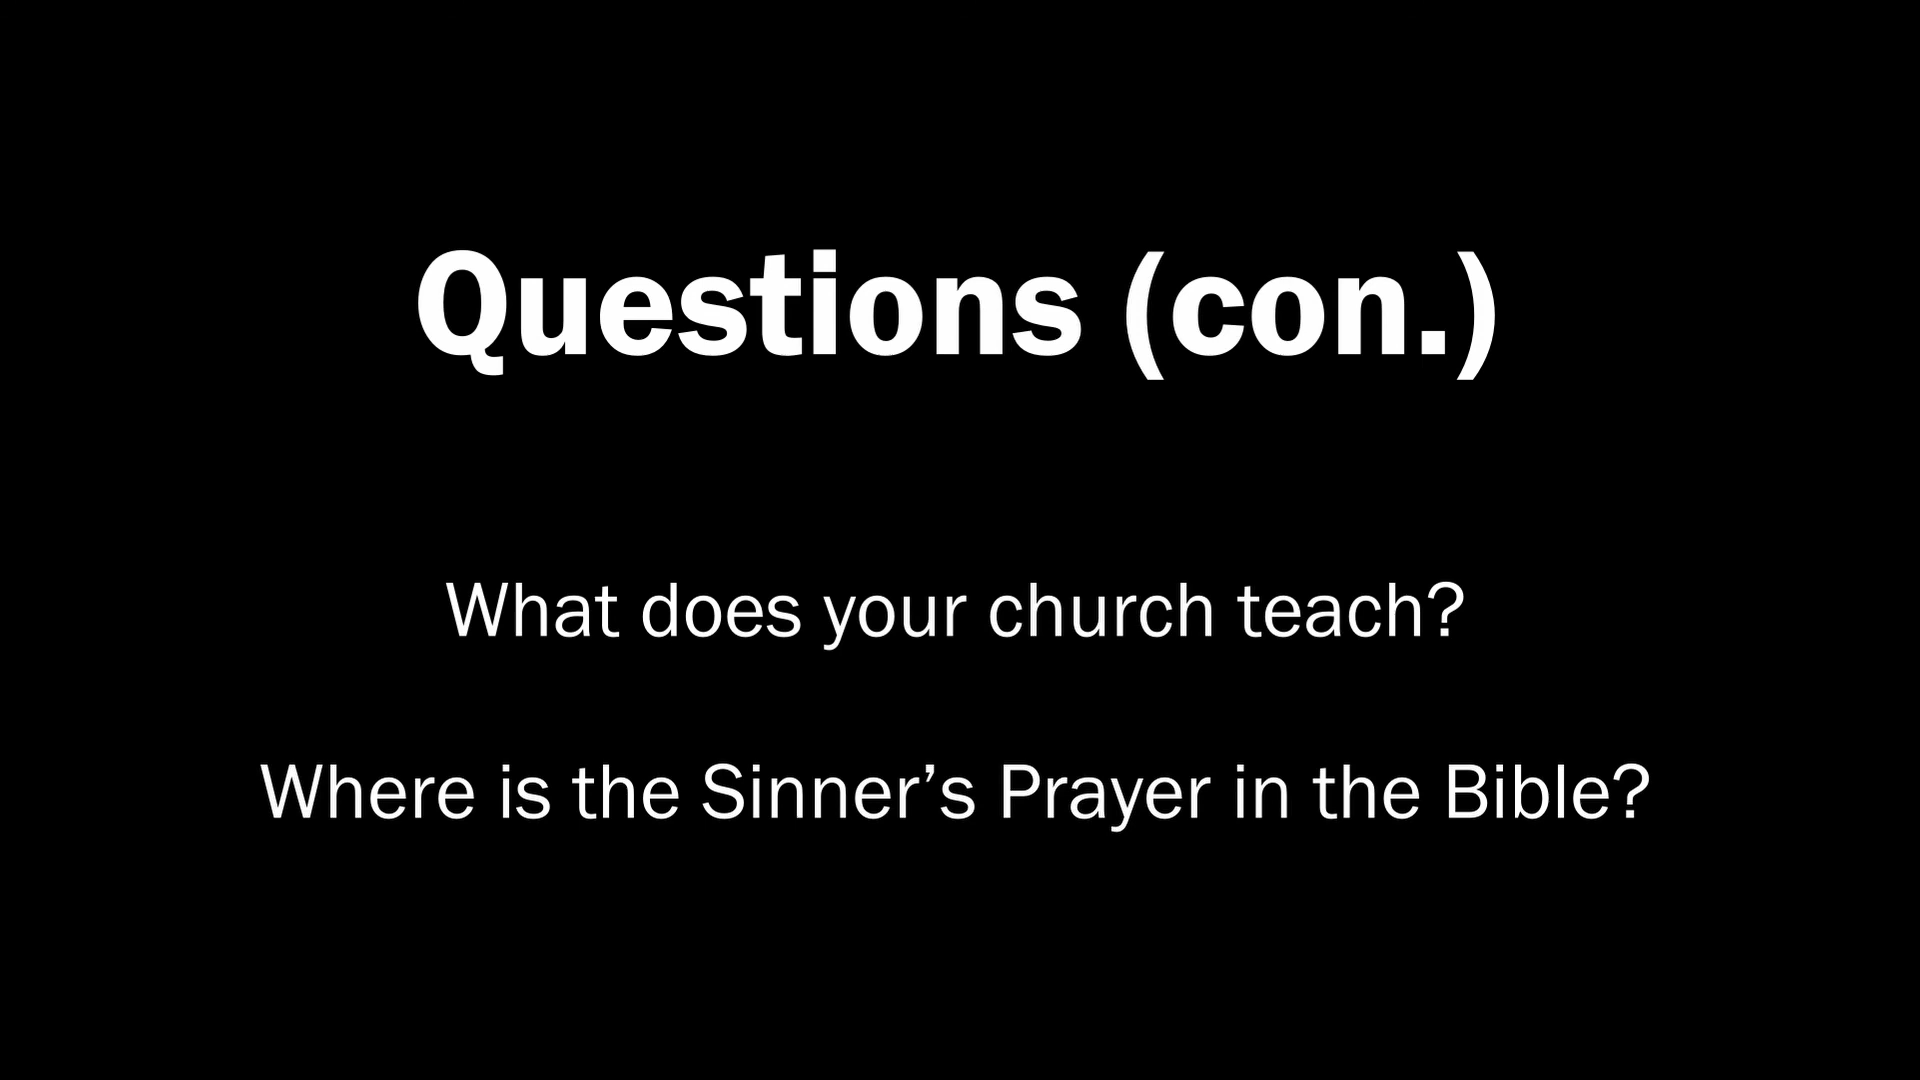 Questions (con.)
What does your church teach?
Where is the Sinner’s Prayer in the Bible?